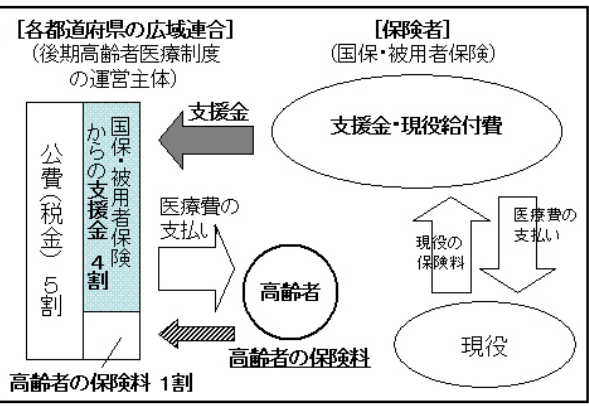 [各都道府県の広域連合]
(後期高齢者医療制度
の運営主体)
[保険者]
(国保・被用者保険)
支援金
支援金・現役給付費
公費(税金) 5割
国保・被用者保険
からの支援金 4割
医療費の
支払い
高齢者
高齢者の保険料
高齢者の保険料 1割
現役の
保険料
医療費の
支払い
現役